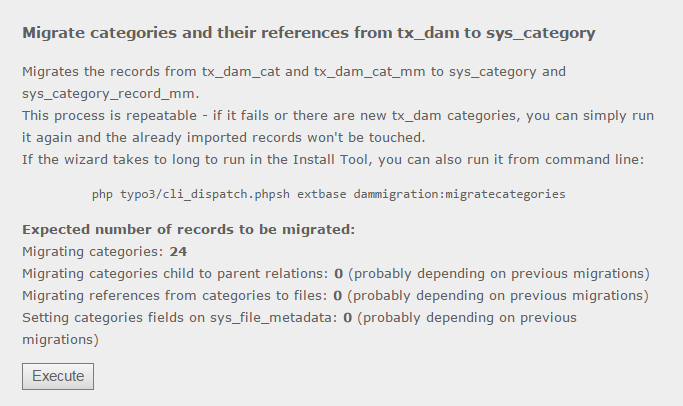 Migrate categories and their references from tx_dam to sys_category
Migrates the records from tx_dam_cat and tx_dam_cat_mm to sys_category and
sys_category_record_mm.
This process is repeatable - if it fails or there are new tx_dam categories, you can simply run
it again and the already imported records won't be touched.
If the wizard takes to long to run in the Install Tool, you can also run it from command line:
php typo3/cli_dispatch.phpsh extbase dammigration:migratecategories
Expected number of records to be migrated:
Migrating categories: 24
Migrating categories child to parent relations: 0 (probably depending on previous migrations)
Migrating references from categories to files: 0 (probably depending on previous migrations)
Setting categories fields on sys_file_metadata: 0 (probably depending on previous
migrations)
Execute